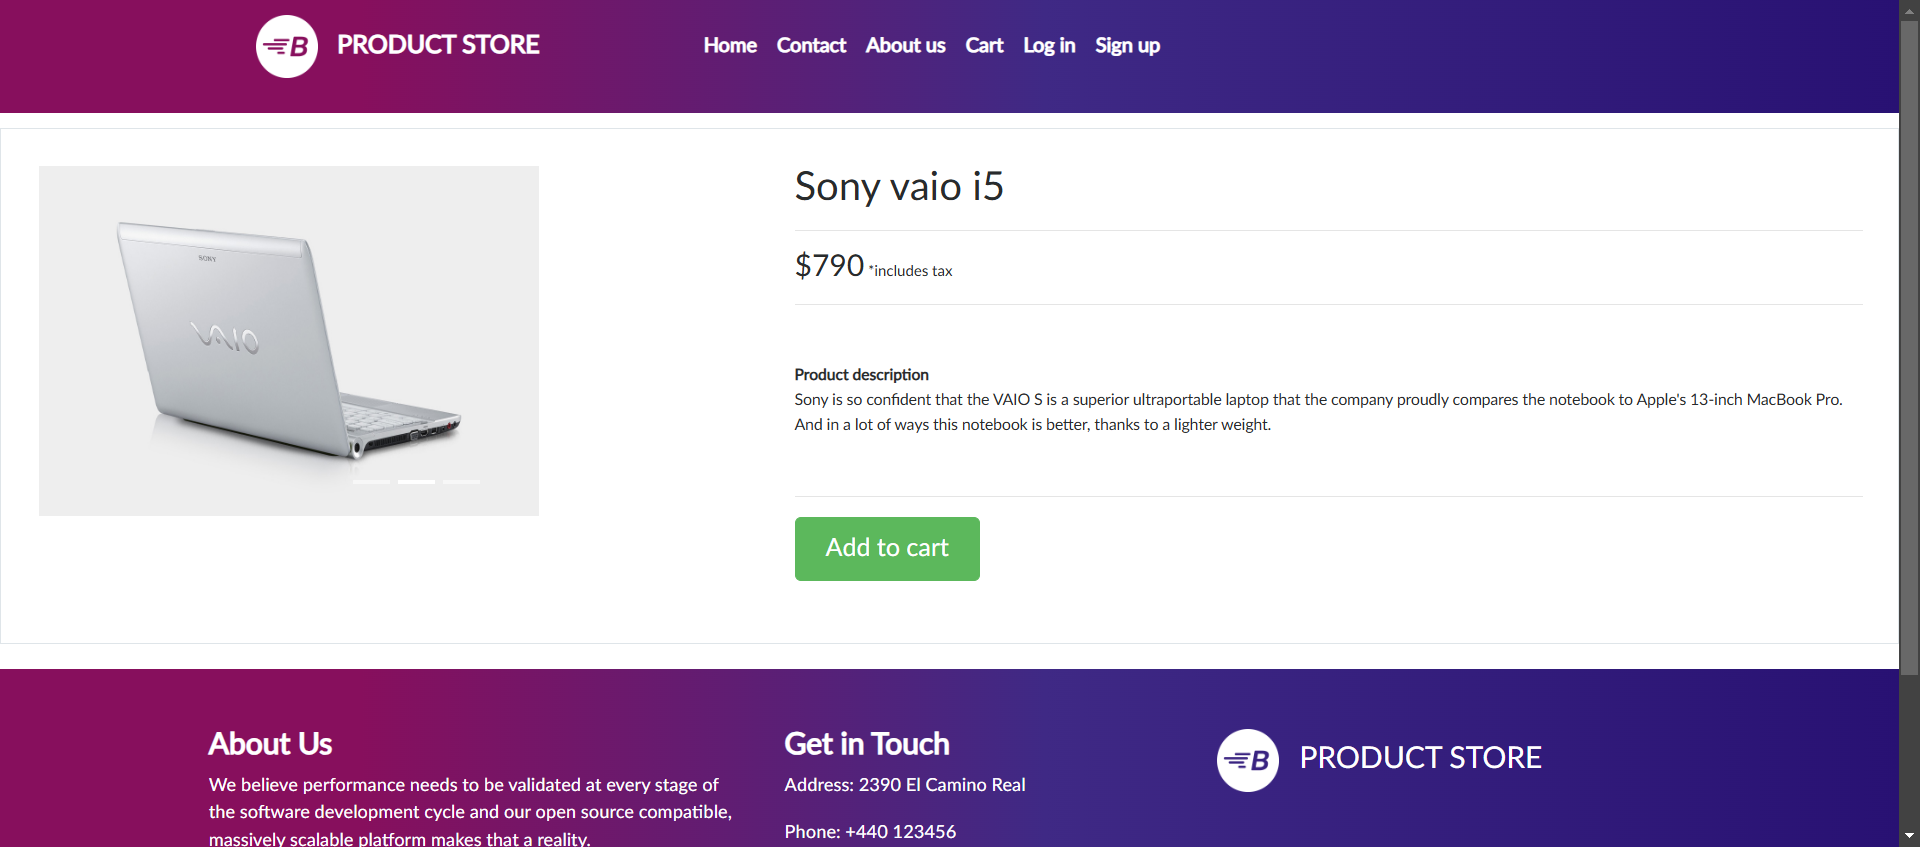 B PRODUCT STORE
Home Contact About us Cart Log in Sign up
SONY
VAIO
Sony vaio i5
$790 *includes tax
Product description
Sony is so confident that the VAIO S is a superior ultraportable laptop that the company proudly compares the notebook to Apple's 13-inch MacBook Pro.
And in a lot of ways this notebook is better, thanks to a lighter weight.
Add to cart
About Us
We believe performance needs to be validated at every stage of
the software development cycle and our open source compatible,
massively scalable platform makes that a reality.
Get in Touch
Address: 2390 El Camino Real
Phone: +440 123456
B PRODUCT STORE